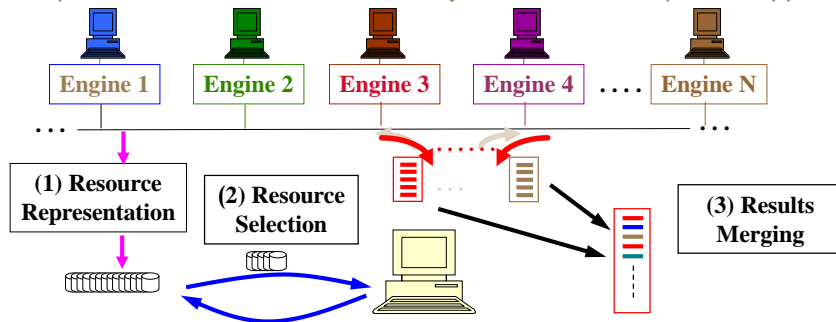 Engine 1
Engine 2
Engine 3
Engine 4
....
Engine N
...
...
(1) Resource
Representation
(2) Resource
Selection
(3) Results
Merging